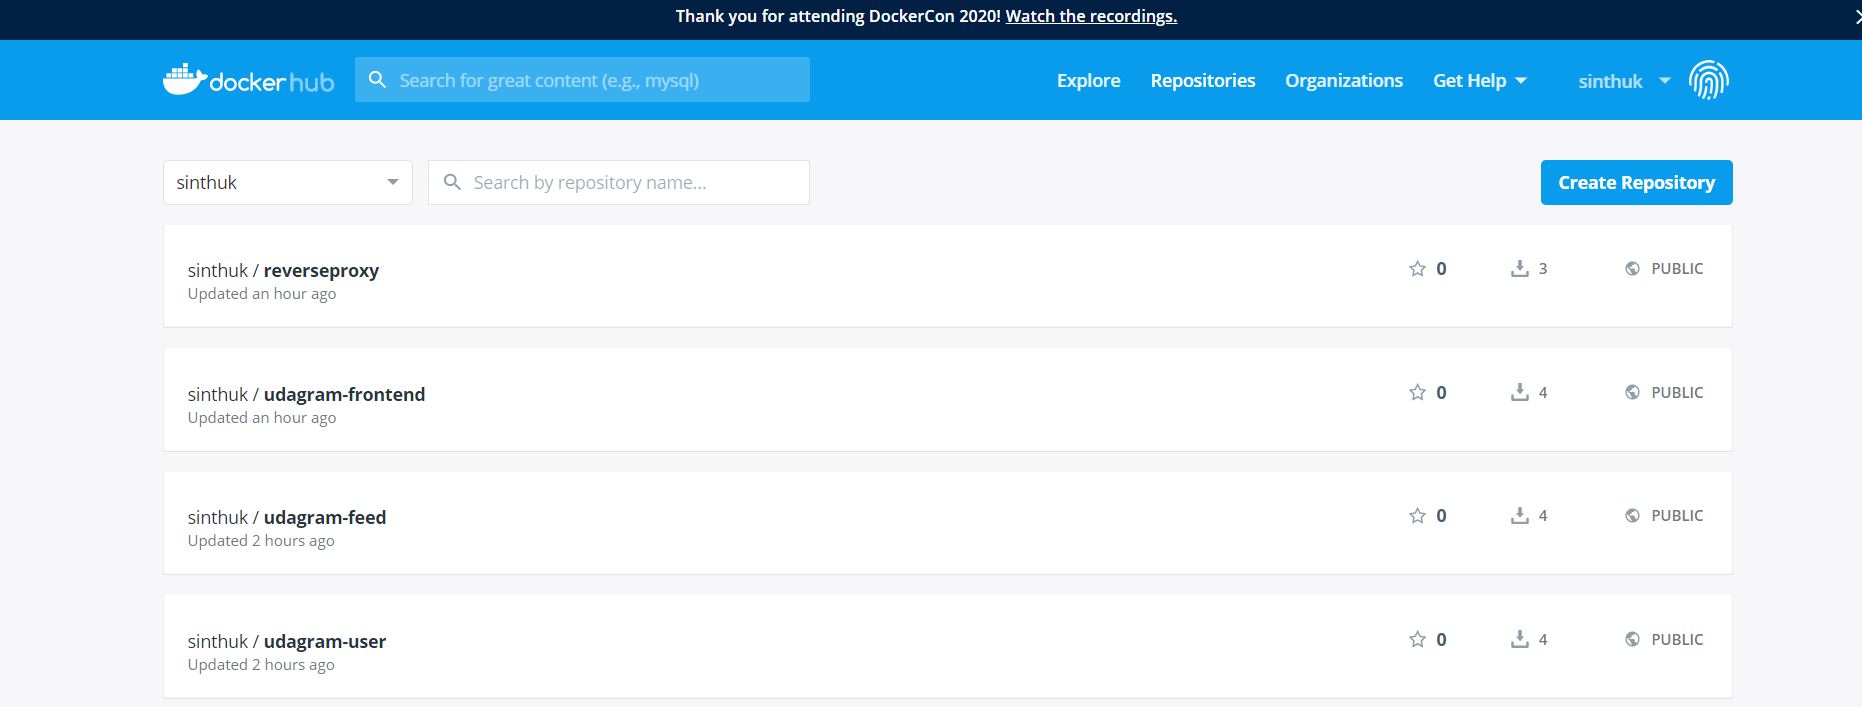 Thank you for attending DockerCon 2020! Watch the recordings.
docker hub
Search for great content (e.g., mysql)
Explore
Repositories
Organizations
Get Help
sinthuk
sinthuk
Search by repository name...
Create Repository
sinthuk / reverseproxy
0
3
PUBLIC
Updated an hour ago
sinthuk / udagram-frontend
0
4
PUBLIC
Updated an hour ago
sinthuk / udagram-feed
0
4
PUBLIC
Updated 2 hours ago
sinthuk / udagram-user
0
4
PUBLIC
Updated 2 hours ago